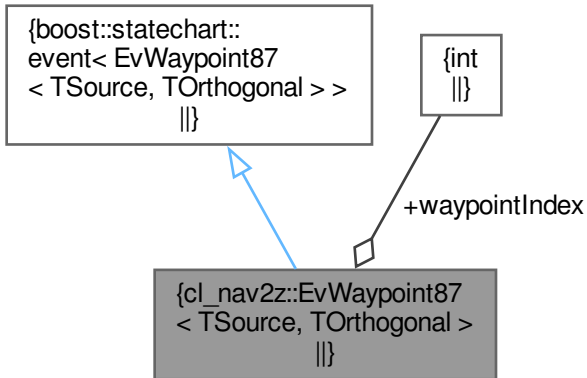 {boost::statechart::
event< EvWaypoint87
< TSource, TOrthogonal > >
||}
{int
||}
+waypointIndex
{cl_nav2z::EvWaypoint87
< TSource, TOrthogonal >
||}